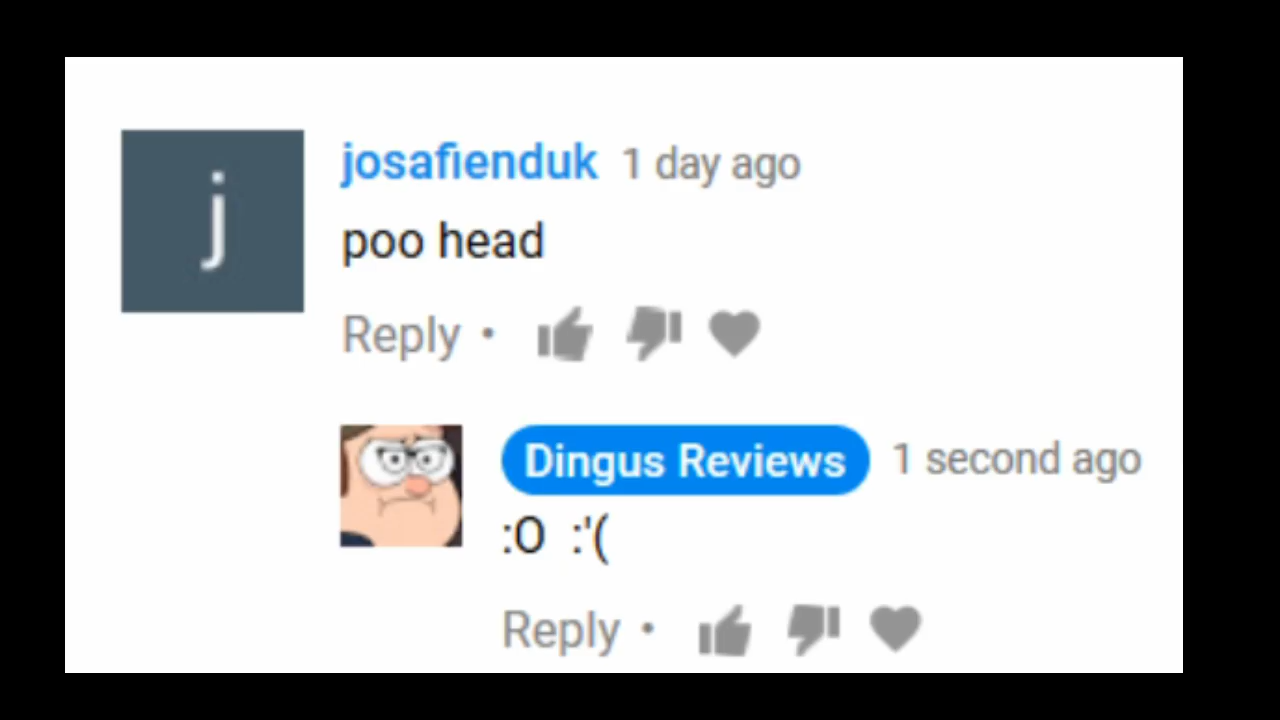 j
josafienduk 1 day ago
poo head
Reply •
Dingus Reviews 1 second ago
:O :'(
Reply •